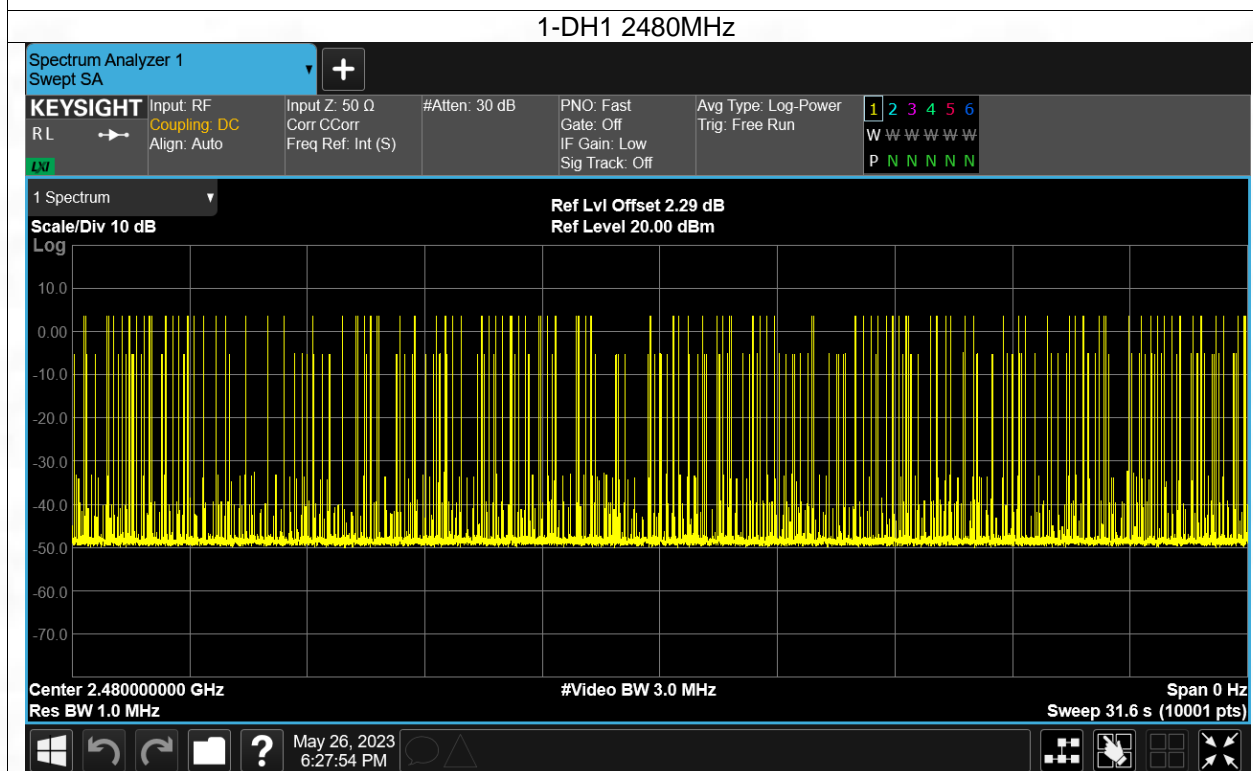 1-DH1 2480MHz
Spectrum Analyzer 1
Swept SA
+
KEYSIGHT
R L
LXI
Input: RF
Coupling: DC
Align: Auto
Input Z: 50 Ω
Corr CCorr
Freq Ref: Int (S)
#Atten: 30 dB
PNO: Fast
Gate: Off
IF Gain: Low
Sig Track: Off
Avg Type: Log-Power
Trig: Free Run
1 2 3 4 5 6
W W W W W W
P N N N N N
1 Spectrum
Scale/Div 10 dB
Ref Lvl Offset 2.29 dB
Ref Level 20.00 dBm
Log
10.0
0.00
-10.0
-20.0
-30.0
-40.0
-50.0
-60.0
-70.0
Center 2.480000000 GHz
#Video BW 3.0 MHz
Span 0 Hz
Res BW 1.0 MHz
Sweep 31.6 s (10001 pts)
?
May 26, 2023
6:27:54 PM